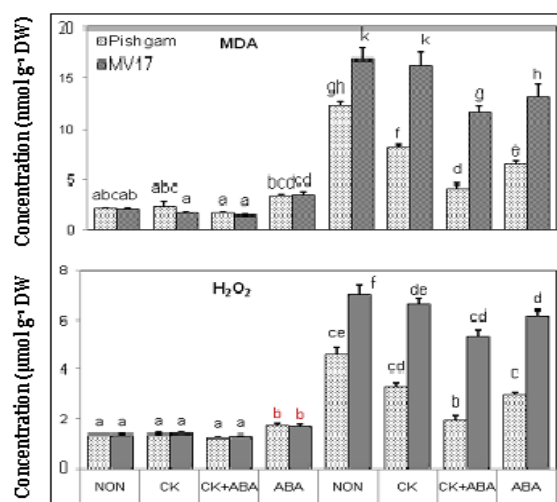 Concentration (nmol g-1 DW)
20
15
10
5
0
Pishgam
MV17
MDA
abcab
abc
a
a
a
bcd
cd
gh
k
f
k
d
g
e
h
Concentration (µmol g-1 DW
8
6
4
2
0
H₂O₂
a
a
a
a
a
a
b
b
ce
f
cd
de
b
cd
c
d
NON
CK
CK+ABA
ABA
NON
CK
CK+ABA
ABA